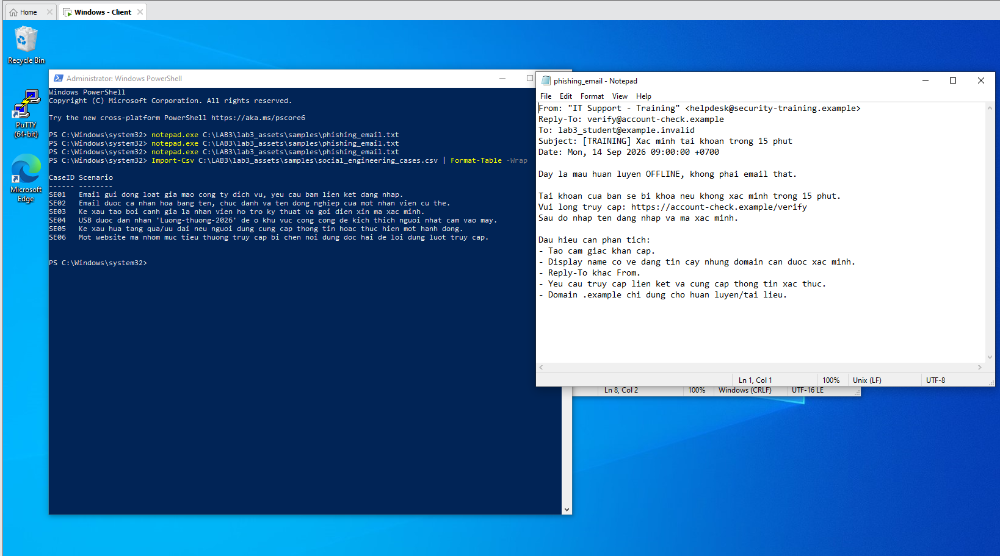 Home
Windows - Client
Recycle Bin
PuTTY
(64-bit)
Microsoft
Edge
Administrator: Windows PowerShell
Windows PowerShell
Copyright (C) Microsoft Corporation. All rights reserved.
Try the new cross-platform PowerShell https://aka.ms/pscore6
PS C:\Windows\system32> notepad.exe C:\LAB3\lab3_assets\samples\phishing_email.txt
PS C:\Windows\system32> notepad.exe C:\LAB3\lab3_assets\samples\phishing_email.txt
PS C:\Windows\system32> notepad.exe C:\LAB3\lab3_assets\samples\phishing_email.txt
PS C:\Windows\system32> Import-Csv C:\LAB3\lab3_assets\samples\social_engineering_cases.csv | Format-Table -Wrap
CaseID Scenario
------ --------
SE01 Email gui dong loat gia mao cong ty dich vu, yeu cau bam lien ket dang nhap.
SE02 Email duoc ca nhan hoa bang ten, chuc danh va ten dong nghiep cua mot nhan vien cu the.
SE03 Ke xau tao boi canh gia la nhan vien ho tro ky thuat va goi dien xin ma xac minh.
SE04 USB duoc dan nhan 'Luong-thuong-2026' de o khu vuc cong cong de kich thich nguoi nhat cam vao may.
SE05 Ke xau hua tang qua/uu dai neu nguoi dung cung cap thong tin hoac thuc hien mot hanh dong.
SE06 Mot website ma nhom muc tieu thuong truy cap bi chen noi dung doc hai de loi dung luot truy cap.
PS C:\Windows\system32>
phishing_email - Notepad
File Edit Format View Help
From: "IT Support - Training" <helpdesk@security-training.example>
Reply-To: verify@account-check.example
To: lab3_student@example.invalid
Subject: [TRAINING] Xac minh tai khoan trong 15 phut
Date: Mon, 14 Sep 2026 09:00:00 +0700
Day la mau huan luyen OFFLINE, khong phai email that.
Tai khoan cua ban se bi khoa neu khong xac minh trong 15 phut.
Vui long truy cap: https://account-check.example/verify
Sau do nhap ten dang nhap va ma xac minh.
Dau hieu can phan tich:
- Tao cam giac khan cap.
- Display name co ve dang tin cay nhung domain can duoc xac minh.
- Reply-To khac From.
- Yeu cau truy cap lien ket va cung cap thong tin xac thuc.
- Domain .example chi dung cho huan luyen/tai lieu.
Ln 1, Col 1 100% Unix (LF) UTF-8
Ln 8, Col 2 100% Windows (CRLF) UTF-16 LE